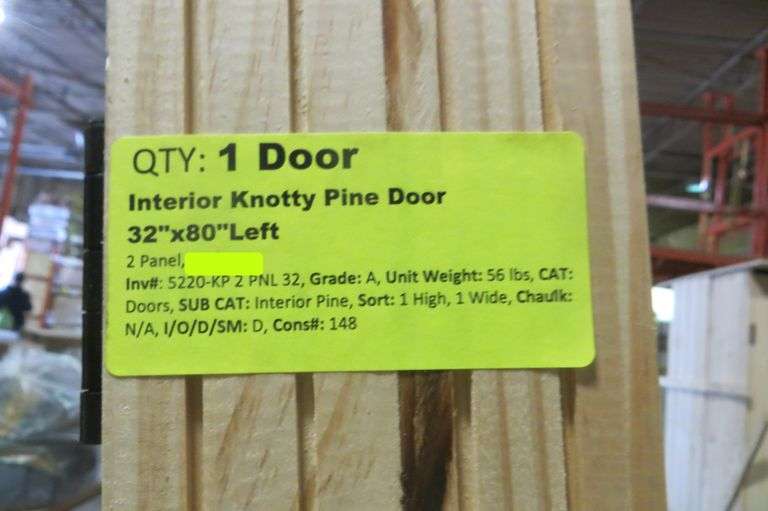 QTY: 1 Door
Interior Knotty Pine Door
32"x80"Left
2 Panel,
Inv#: 5220-KP 2 PNL 32, Grade: A, Unit Weight: 56 lbs, CAT:
Doors, SUB CAT: Interior Pine, Sort: 1 High, 1 Wide, Chaulk:
N/A, I/O/D/SM: D, Cons#: 148